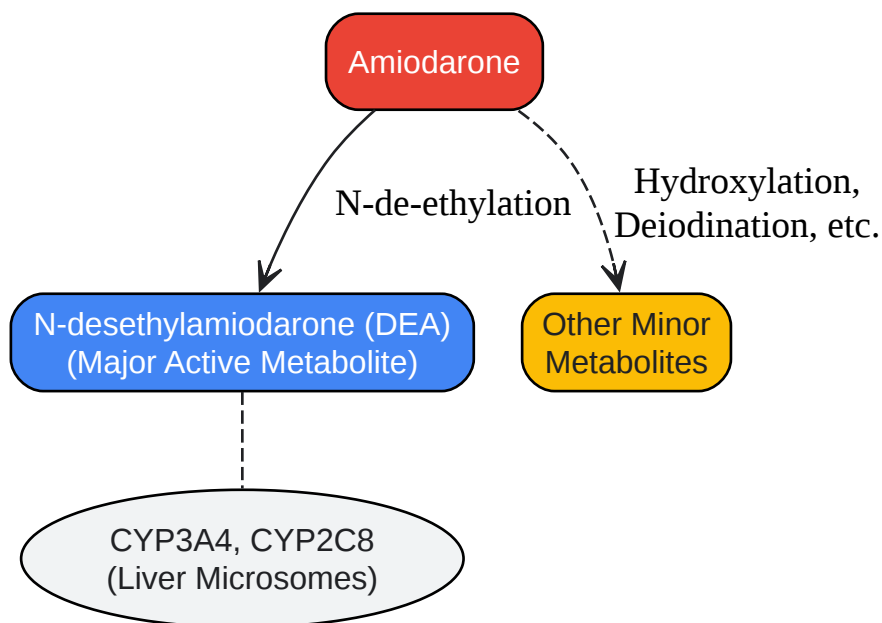 Amiodarone
N-de-ethylation
Hydroxylation,
Deiodination, etc.
N-desethylamiodarone (DEA)
(Major Active Metabolite)
Other Minor
Metabolites
CYP3A4, CYP2C8
(Liver Microsomes)